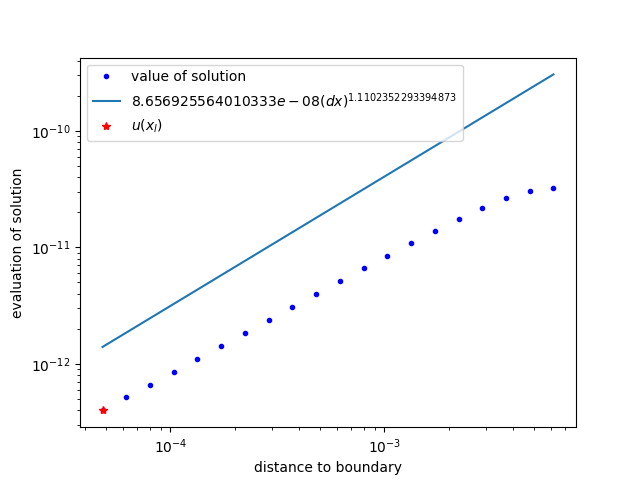 value of solution
8.656925564010333e − 08(dx)^1.1102352293394873
u(x_l)
evaluation of solution
10^−10
10^−11
10^−12
10^−4
10^−3
distance to boundary